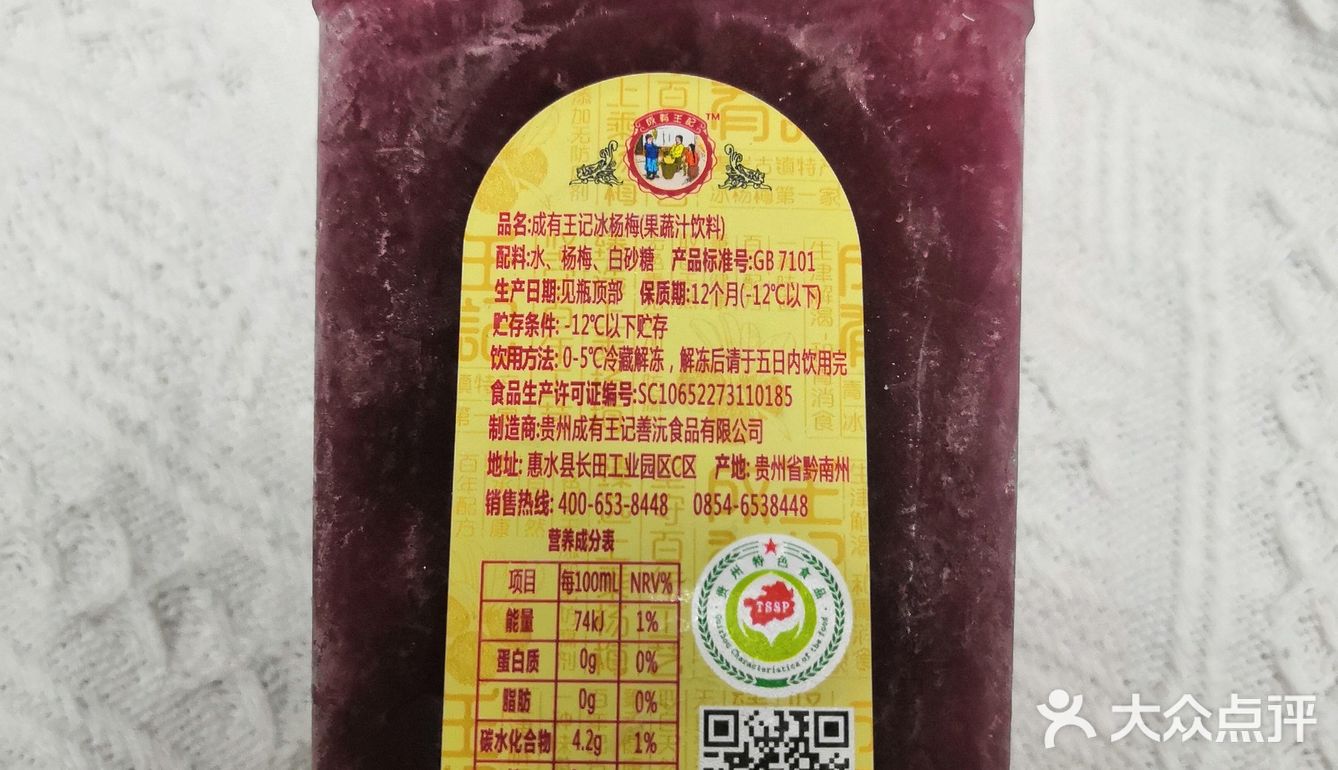 成有王記 TM
品名:成有王记冰杨梅(果蔬汁饮料)
配料:水、杨梅、白砂糖 产品标准号:GB 7101
生产日期:见瓶顶部 保质期:12个月(-12℃以下)
贮存条件: -12℃以下贮存
饮用方法: 0-5℃冷藏解冻，解冻后请于五日内饮用完
食品生产许可证编号:SC10652273110185
制造商:贵州成有王记善沅食品有限公司
地址: 惠水县长田工业园区C区 产地: 贵州省黔南州
销售热线: 400-653-8448 0854-6538448
营养成分表
项目 每100mL NRV%
能量 74kJ 1%
蛋白质 0g 0%
脂肪 0g 0%
碳水化合物 4.2g 1%
贵州特色食品
TSSP
Guizhou Characteristics of the food
大众点评